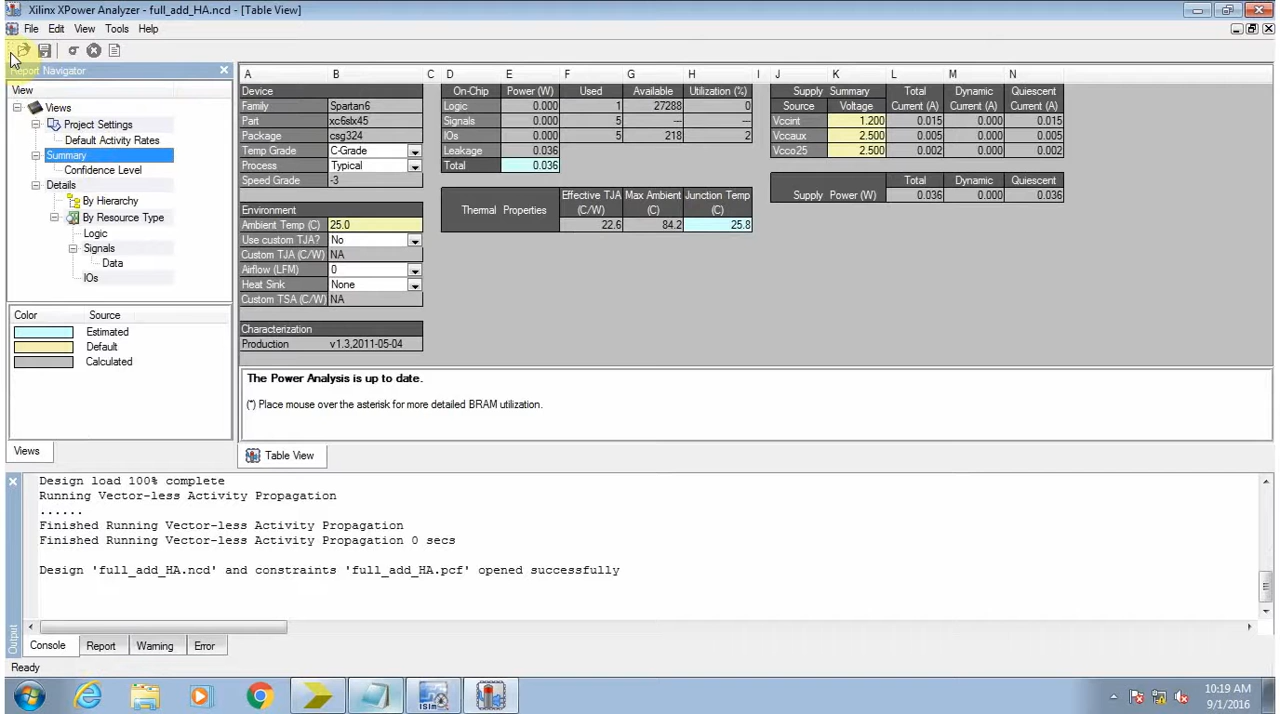 Xilinx XPower Analyzer - full_add_HA.ncd - [Table View]
File Edit View Tools Help
Report Navigator
View
Views
Project Settings
Default Activity Rates
Summary
Confidence Level
Details
By Hierarchy
By Resource Type
Logic
Signals
Data
IOs
Color Source
Estimated
Default
Calculated
Views
A B C D E F G H I J K L M N
Device
Family Spartan6
Part xc6slx45
Package csg324
Temp Grade C-Grade
Process Typical
Speed Grade -3
Environment
Ambient Temp (C) 25.0
Use custom TJA? No
Custom TJA (C/W) NA
Airflow (LFM) 0
Heat Sink None
Custom TSA (C/W) NA
Characterization
Production v1.3,2011-05-04
On-Chip Power (W) Used Available Utilization (%)
Logic 0.000 1 27288 0
Signals 0.000 5 --- ---
IOs 0.000 5 218 2
Leakage 0.036
Total 0.036
Effective TJA Max Ambient Junction Temp
Thermal Properties (C/W) (C) (C)
22.6 84.2 25.8
Supply Summary Total Dynamic Quiescent
Source Voltage Current (A) Current (A) Current (A)
Vccint 1.200 0.015 0.000 0.015
Vccaux 2.500 0.005 0.000 0.005
Vcco25 2.500 0.002 0.000 0.002
Total Dynamic Quiescent
Supply Power (W) 0.036 0.000 0.036
The Power Analysis is up to date.
(*) Place mouse over the asterisk for more detailed BRAM utilization.
Table View
Design load 100% complete
Running Vector-less Activity Propagation
......
Finished Running Vector-less Activity Propagation
Finished Running Vector-less Activity Propagation 0 secs
Design 'full_add_HA.ncd' and constraints 'full_add_HA.pcf' opened successfully
Output
Console Report Warning Error
Ready
ISim
10:19 AM
9/1/2016